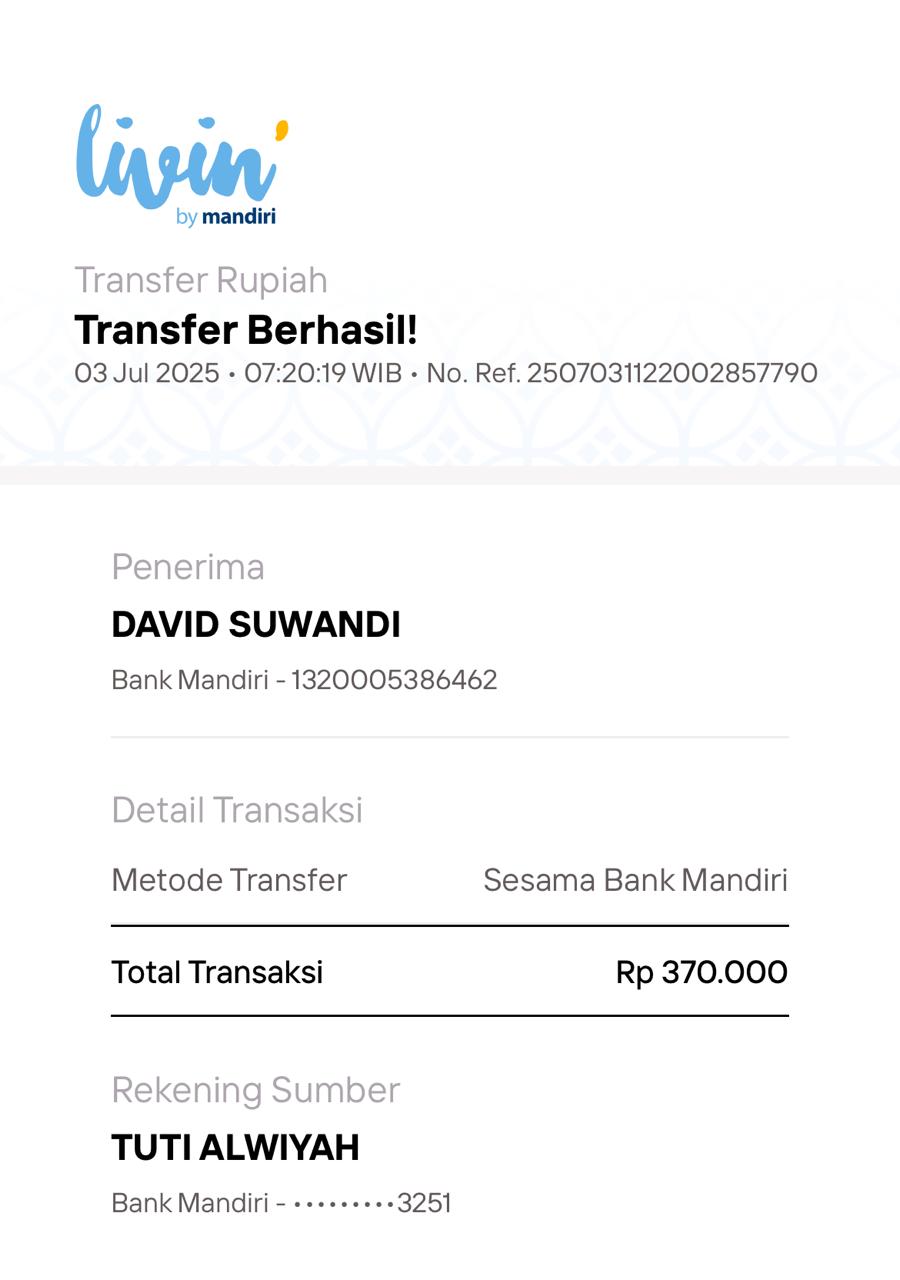 livin'
by mandiri
Transfer Rupiah
Transfer Berhasil!
03 Jul 2025 • 07:20:19 WIB • No. Ref. 2507031122002857790
Penerima
DAVID SUWANDI
Bank Mandiri - 1320005386462
Detail Transaksi
Metode Transfer Sesama Bank Mandiri
Total Transaksi Rp 370.000
Rekening Sumber
TUTI ALWIYAH
Bank Mandiri - •••••••••3251